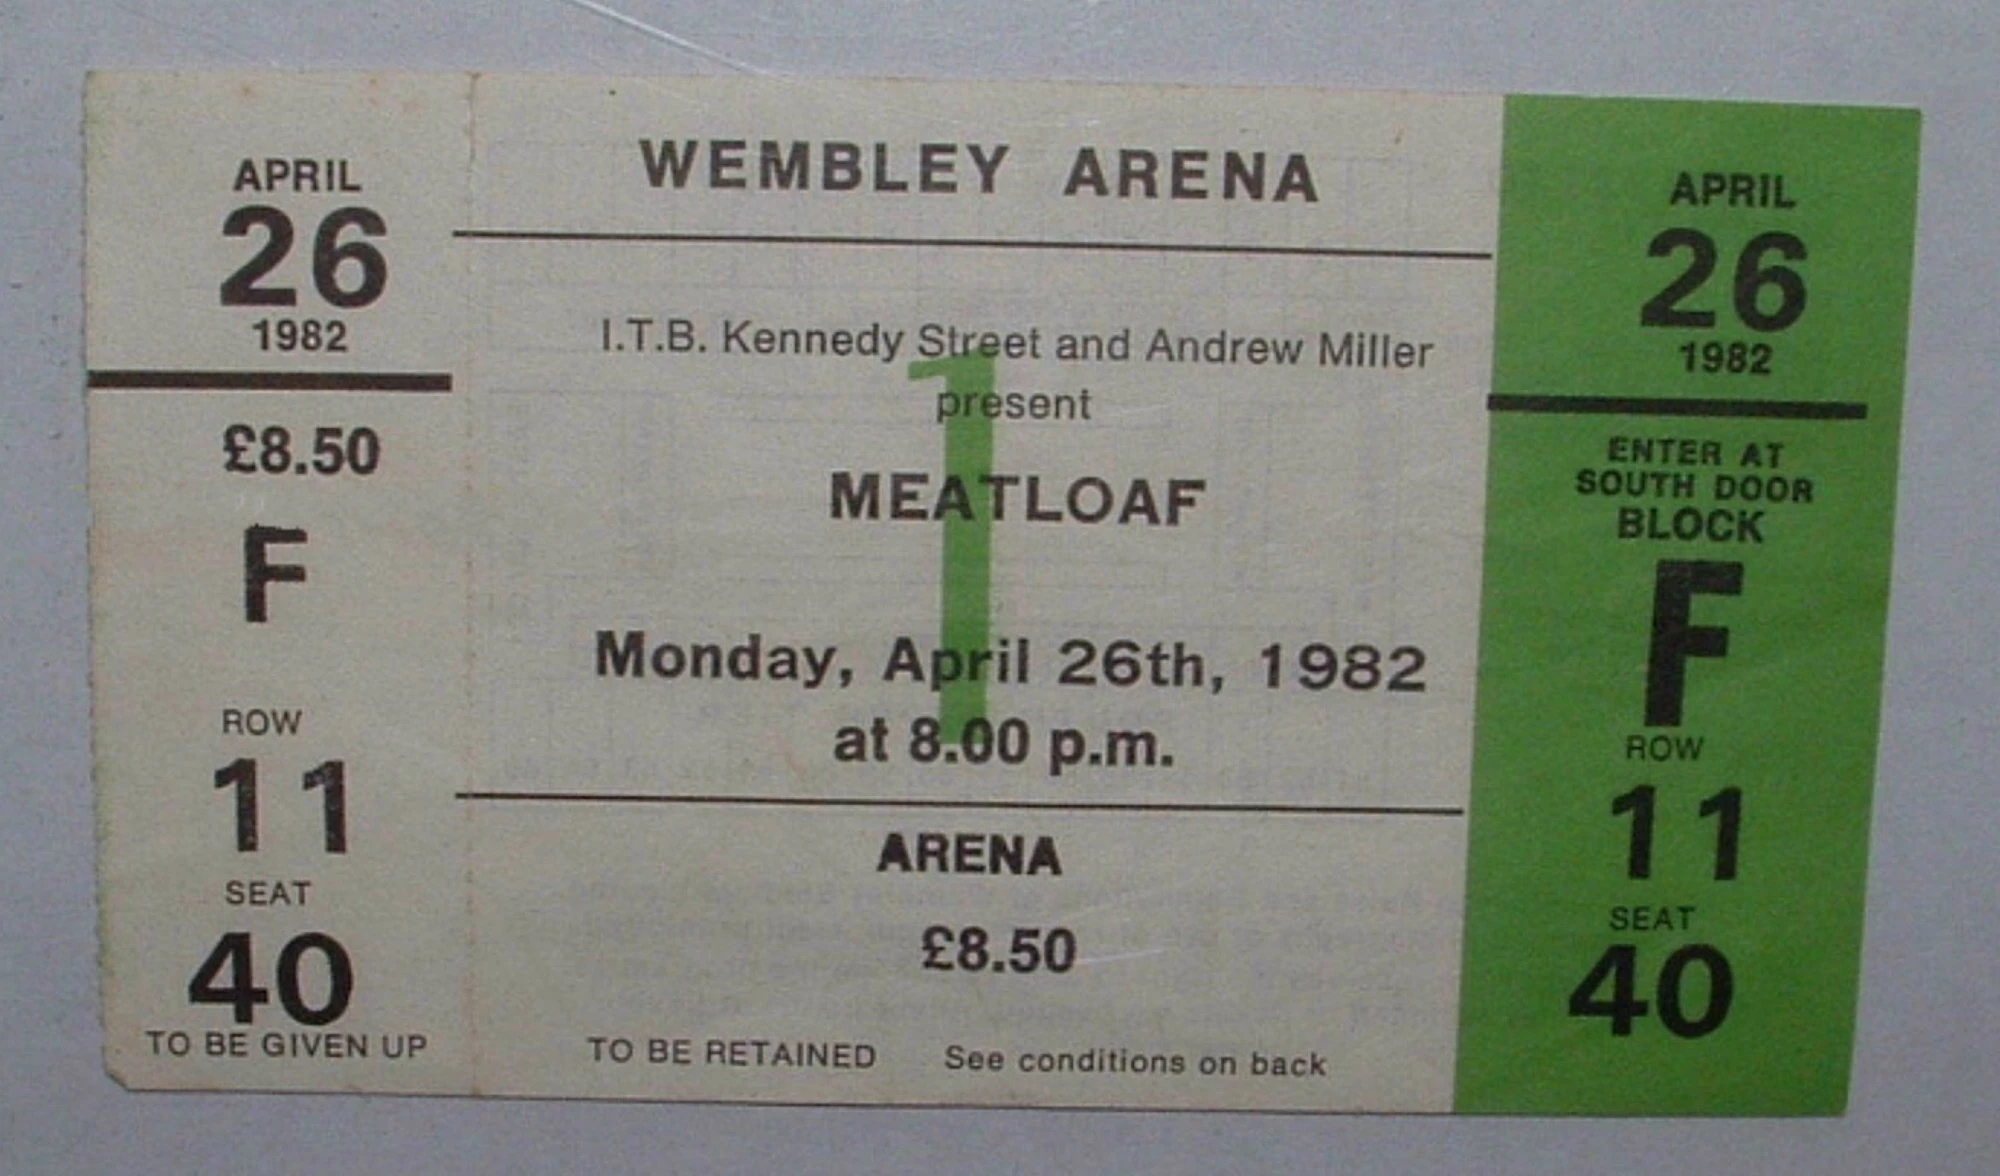 APRIL
26
1982
£8.50
F
ROW
11
SEAT
40
TO BE GIVEN UP
WEMBLEY ARENA
I.T.B. Kennedy Street and Andrew Miller
present
1
MEATLOAF
Monday, April 26th, 1982
at 8.00 p.m.
ARENA
£8.50
TO BE RETAINED See conditions on back
APRIL
26
1982
ENTER AT
SOUTH DOOR
BLOCK
F
ROW
11
SEAT
40